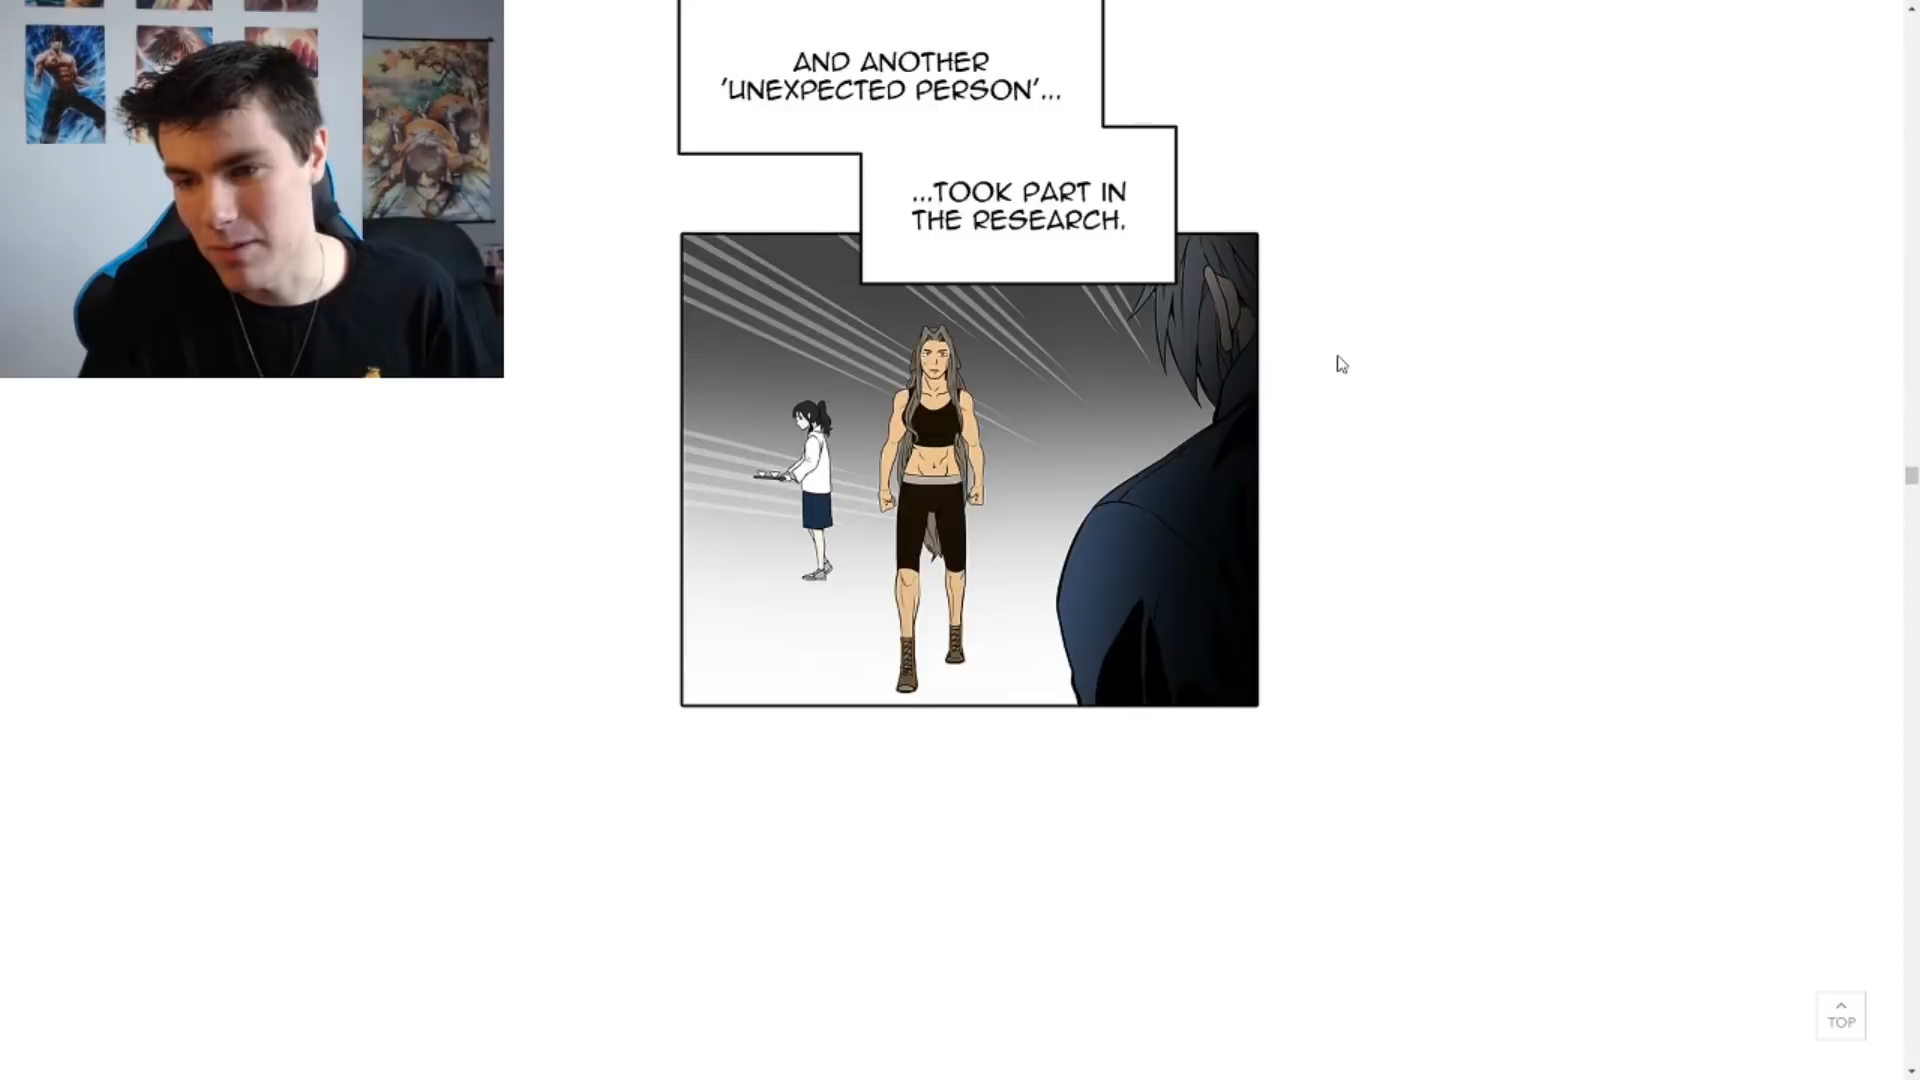 AND ANOTHER
'UNEXPECTED PERSON'...
...TOOK PART IN
THE RESEARCH.
TOP